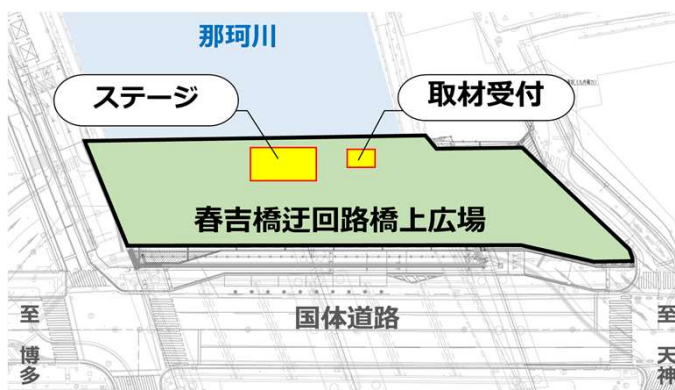 那珂川
ステージ
取材受付
春吉橋迂回路橋上広場
国体道路
至 博多
至 天神